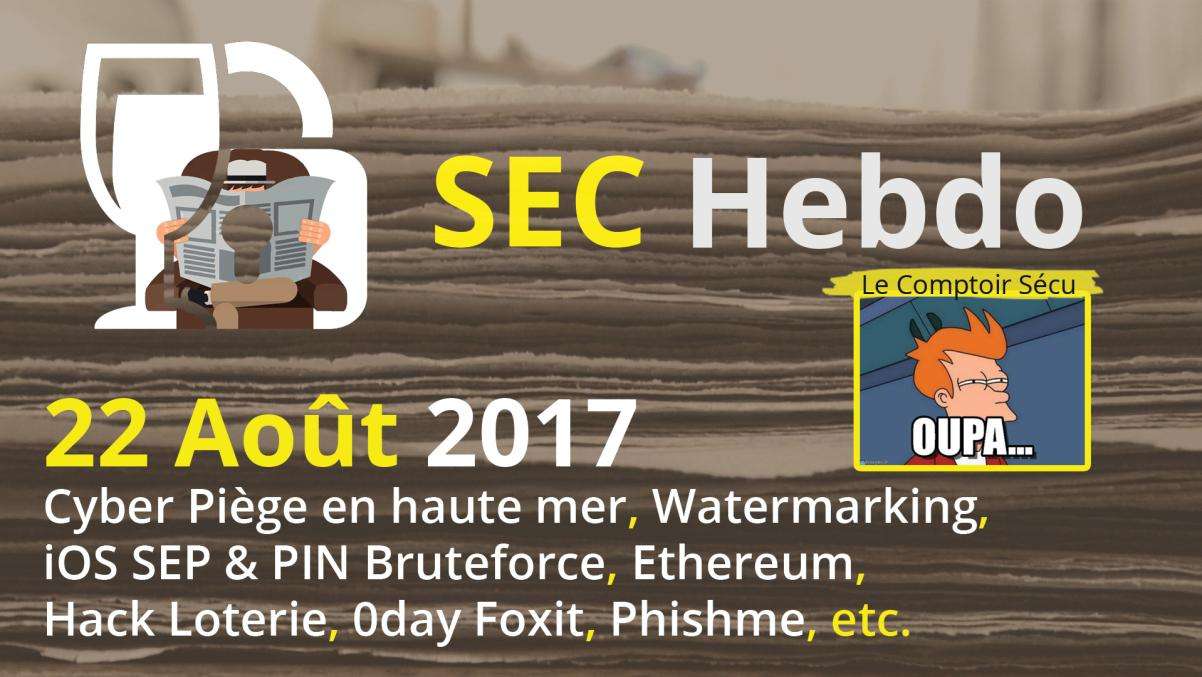 SEC Hebdo
Le Comptoir Sécu
OUPA...
22 Août 2017
Cyber Piège en haute mer, Watermarking,
iOS SEP & PIN Bruteforce, Ethereum,
Hack Loterie, 0day Foxit, Phishme, etc.